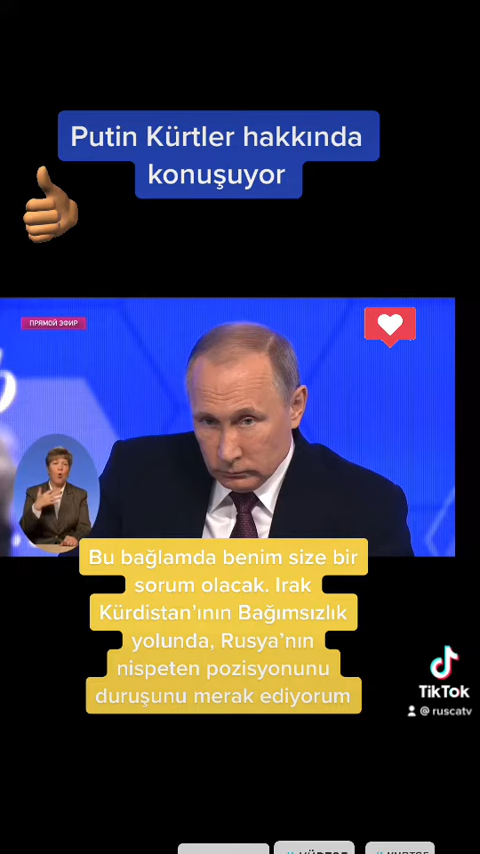 Putin Kürtler hakkında
konuşuyor
ПРЯМОЙ ЭФИР
Bu bağlamda benim size bir
sorum olacak. Irak
Kürdistan'ının Bağımsızlık
yolunda, Rusya'nın
nispeten pozisyonunu
duruşunu merak ediyorum
TikTok
@ ruscatv